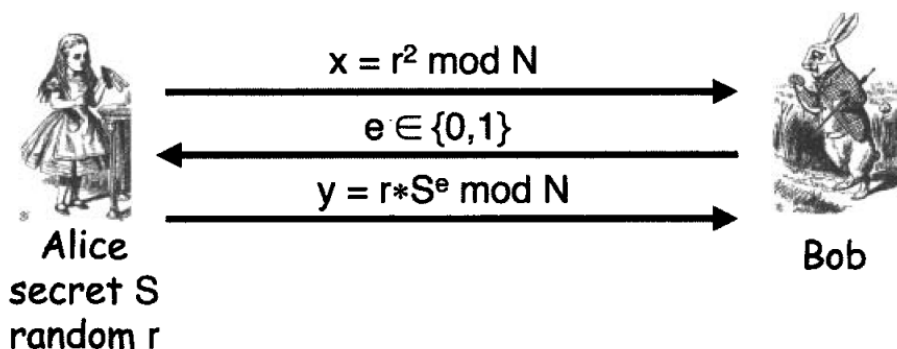 x = r² mod N
e ∈ {0,1}
y = r*Sᵉ mod N
Alice
secret S
random r
Bob